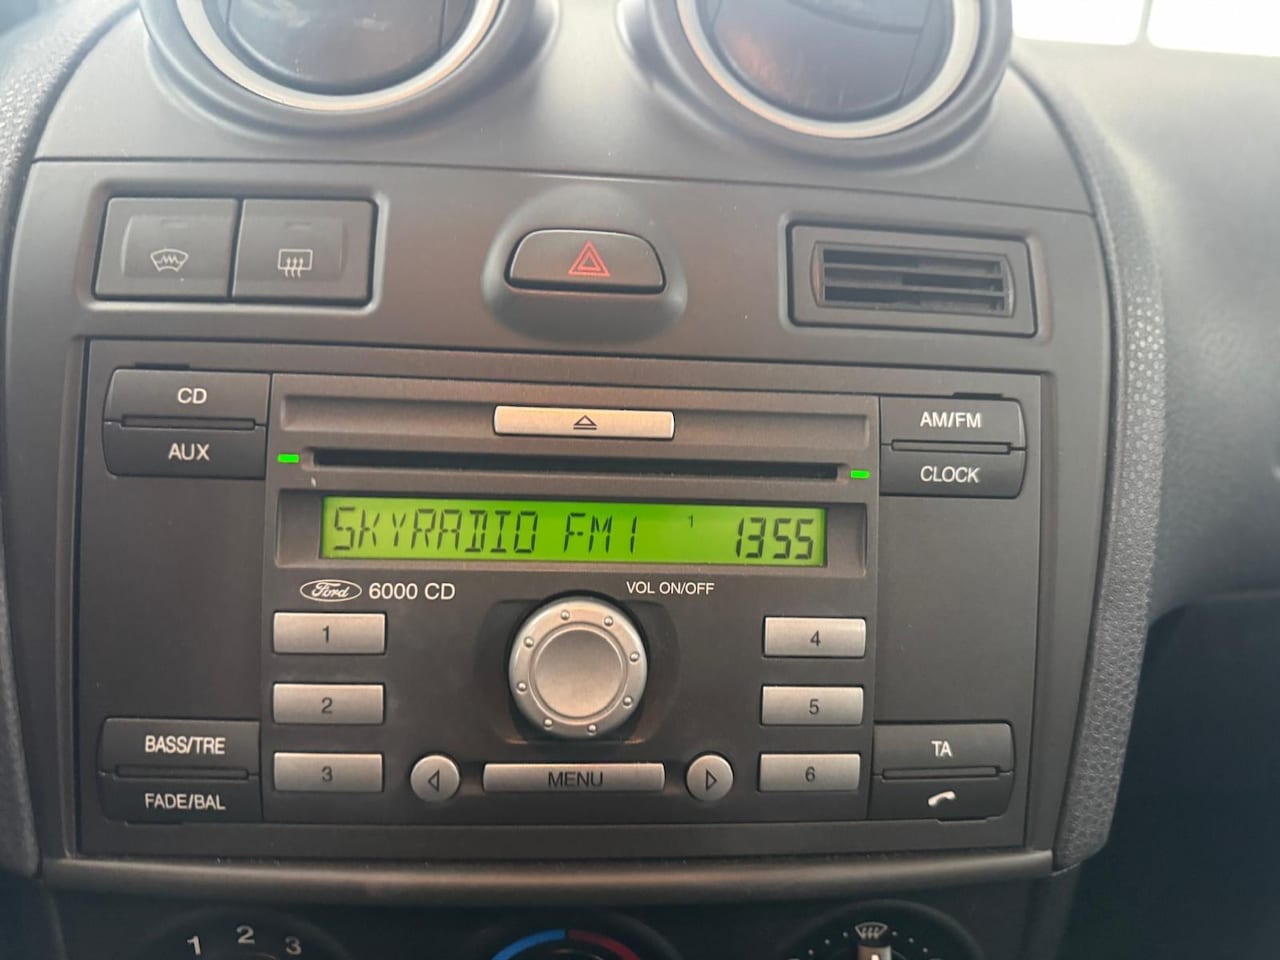 CD
AM/FM
AUX
CLOCK
SKYRADIO FM1 1 1355
Ford 6000 CD
VOL ON/OFF
1
4
2
5
3
MENU
6
BASS/TRE
TA
FADE/BAL
1 2 3
A